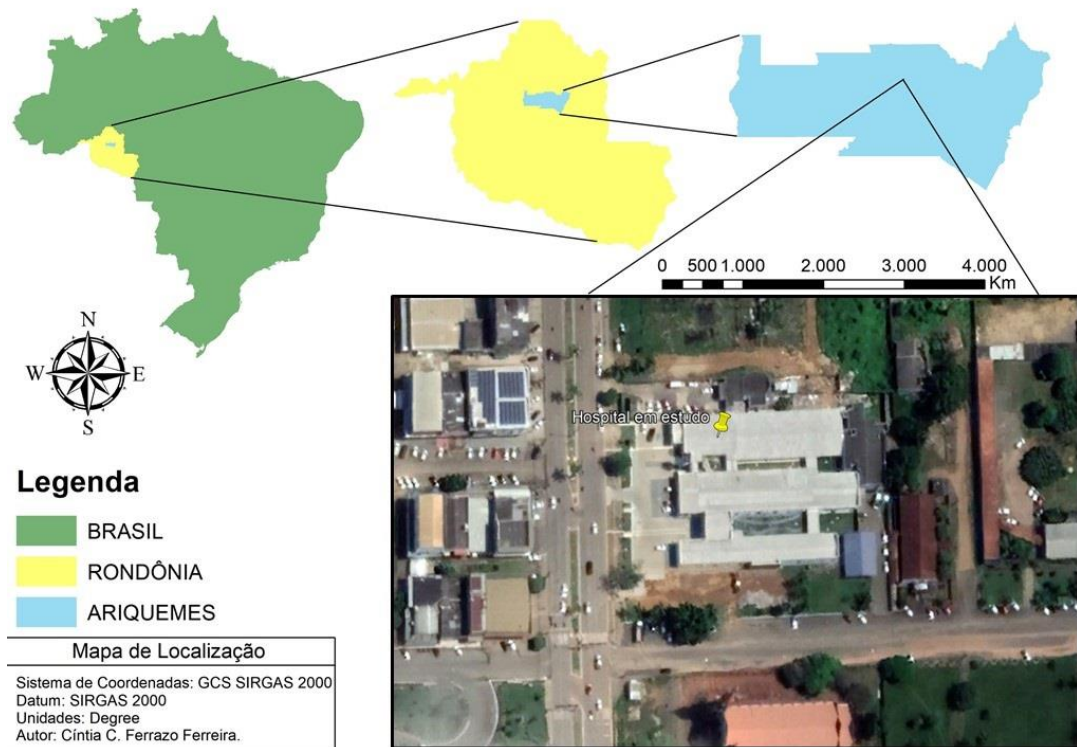 0 500 1.000 2.000 3.000 4.000
Km
N
W E
S
Hospital em estudo
Legenda
BRASIL
RONDÔNIA
ARIQUEMES
Mapa de Localização
Sistema de Coordenadas: GCS SIRGAS 2000
Datum: SIRGAS 2000
Unidades: Degree
Autor: Cíntia C. Ferrazo Ferreira.